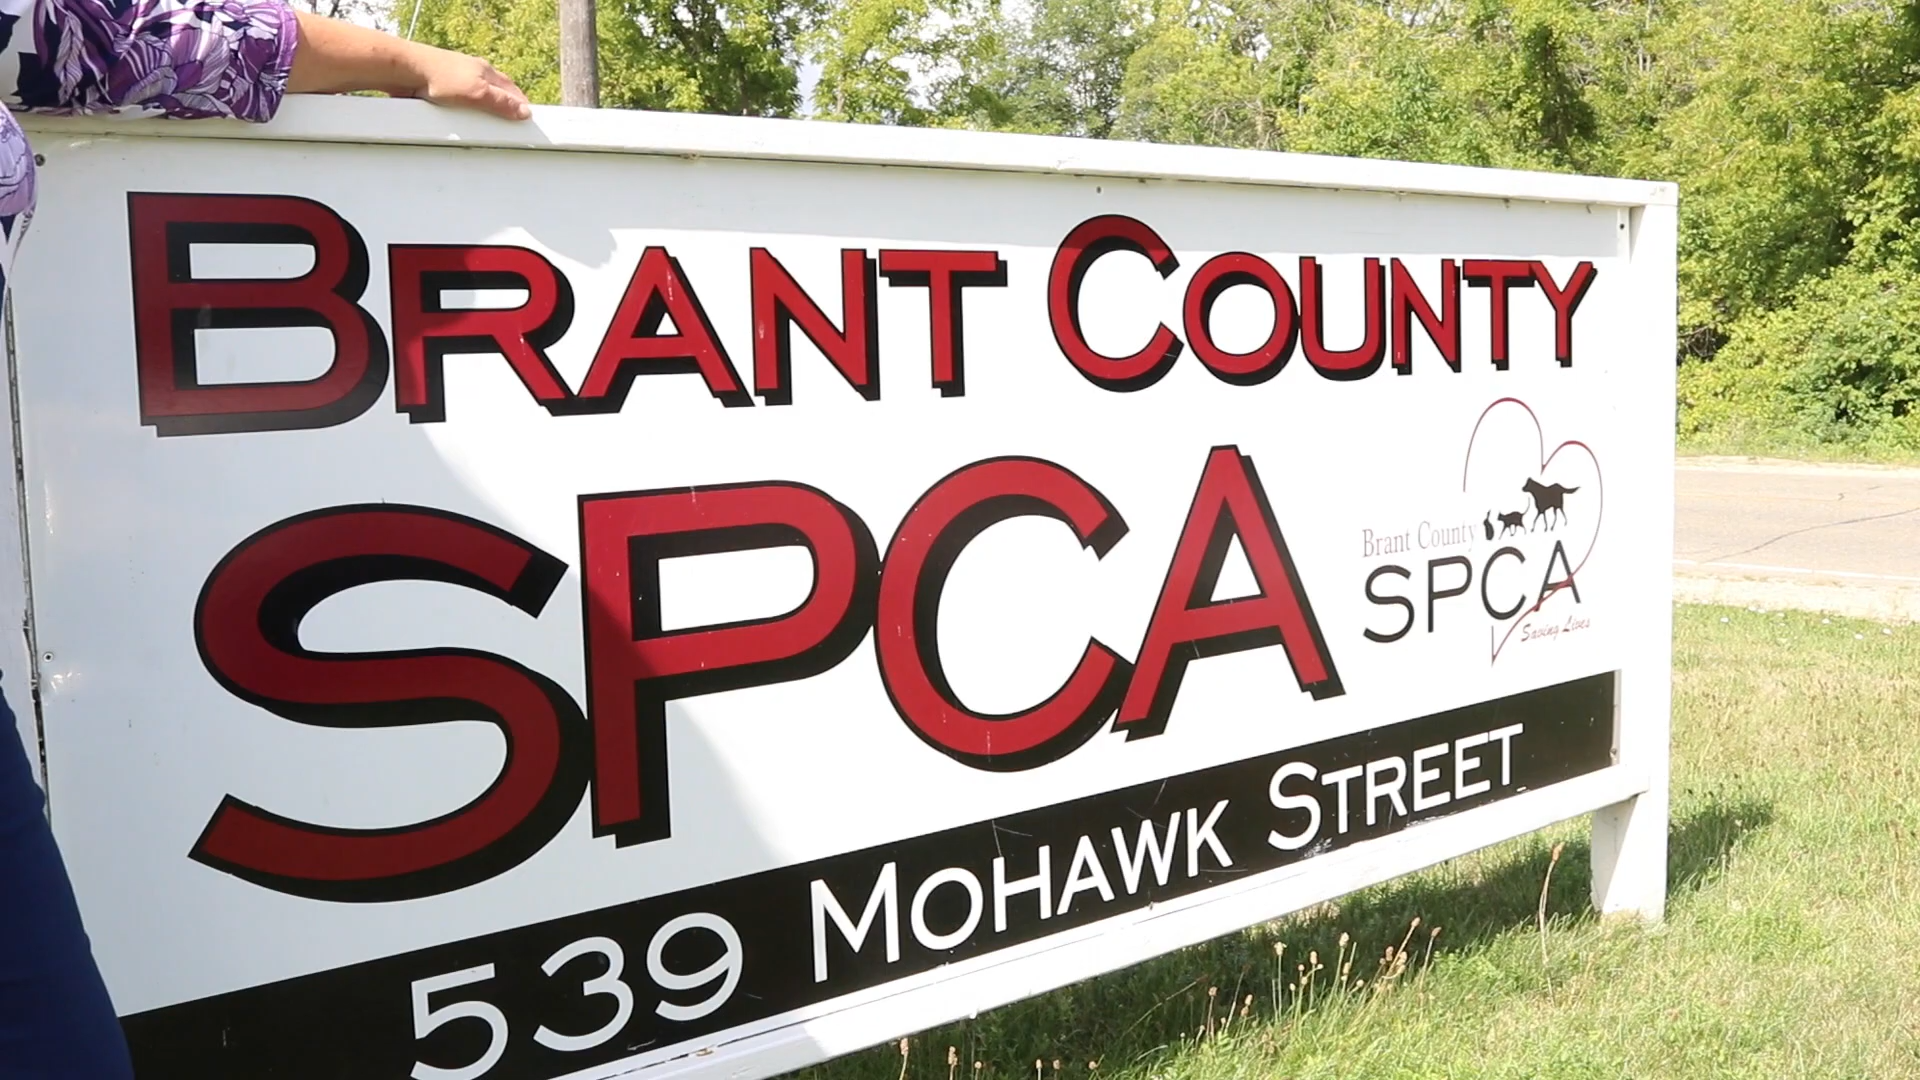 BRANT COUNTY
SPCA
Brant County
SPCA
Saving Lives
539 MOHAWK STREET